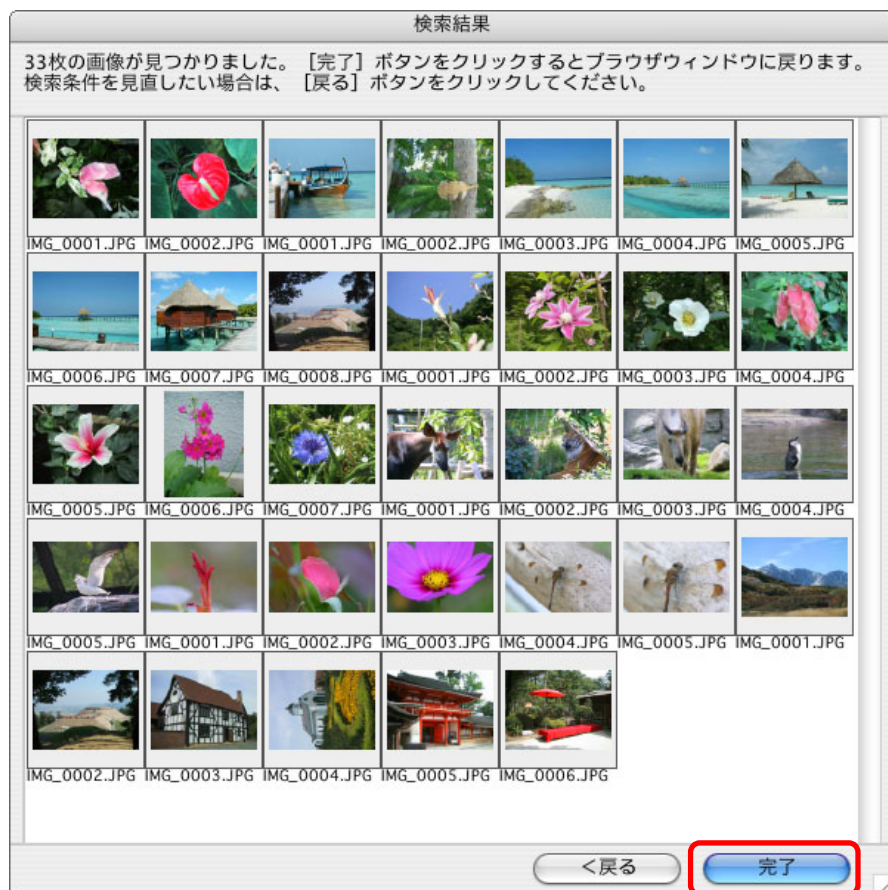 検索結果
33枚の画像が見つかりました。［完了］ボタンをクリックするとブラウザウィンドウに戻ります。
検索条件を見直したい場合は、［戻る］ボタンをクリックしてください。
IMG_0001.JPG IMG_0002.JPG IMG_0001.JPG IMG_0002.JPG IMG_0003.JPG IMG_0004.JPG IMG_0005.JPG
IMG_0006.JPG IMG_0007.JPG IMG_0008.JPG IMG_0001.JPG IMG_0002.JPG IMG_0003.JPG IMG_0004.JPG
IMG_0005.JPG IMG_0006.JPG IMG_0007.JPG IMG_0001.JPG IMG_0002.JPG IMG_0003.JPG IMG_0004.JPG
IMG_0005.JPG IMG_0001.JPG IMG_0002.JPG IMG_0003.JPG IMG_0004.JPG IMG_0005.JPG IMG_0001.JPG
IMG_0002.JPG IMG_0003.JPG IMG_0004.JPG IMG_0005.JPG IMG_0006.JPG
<戻る 完了